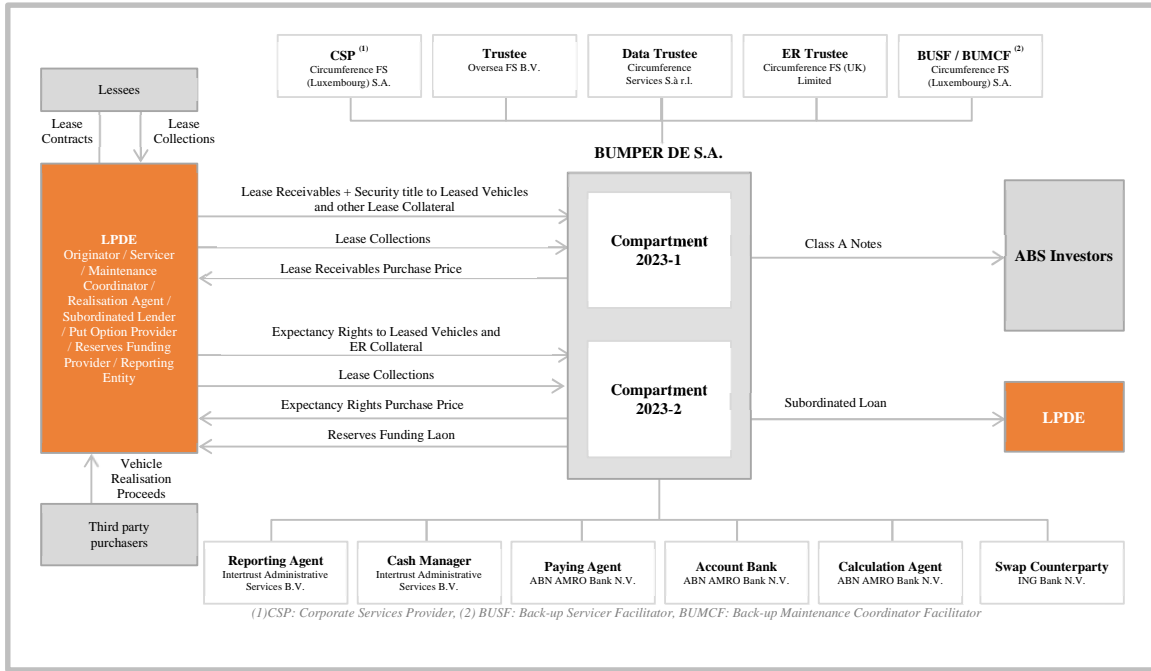 CSP (1)
Circumference FS
(Luxembourg) S.A.
Trustee
Oversea FS B.V.
Data Trustee
Circumference
Services S.à r.l.
ER Trustee
Circumference FS (UK)
Limited
BUSF / BUMCF (2)
Circumference FS
(Luxembourg) S.A.
Lessees
Lease
Contracts
Lease
Collections
BUMPER DE S.A.
LPDE
Originator / Servicer
/ Maintenance
Coordinator /
Realisation Agent /
Subordinated Lender
/ Put Option Provider
/ Reserves Funding
Provider / Reporting
Entity
Lease Receivables + Security title to Leased Vehicles
and other Lease Collateral
Lease Collections
Lease Receivables Purchase Price
Expectancy Rights to Leased Vehicles and
ER Collateral
Lease Collections
Expectancy Rights Purchase Price
Reserves Funding Laon
Compartment
2023-1
Compartment
2023-2
Class A Notes
ABS Investors
Subordinated Loan
LPDE
Vehicle
Realisation
Proceeds
Third party
purchasers
Reporting Agent
Intertrust Administrative
Services B.V.
Cash Manager
Intertrust Administrative
Services B.V.
Paying Agent
ABN AMRO Bank N.V.
Account Bank
ABN AMRO Bank N.V.
Calculation Agent
ABN AMRO Bank N.V.
Swap Counterparty
ING Bank N.V.
(1)CSP: Corporate Services Provider, (2) BUSF: Back-up Servicer Facilitator, BUMCF: Back-up Maintenance Coordinator Facilitator